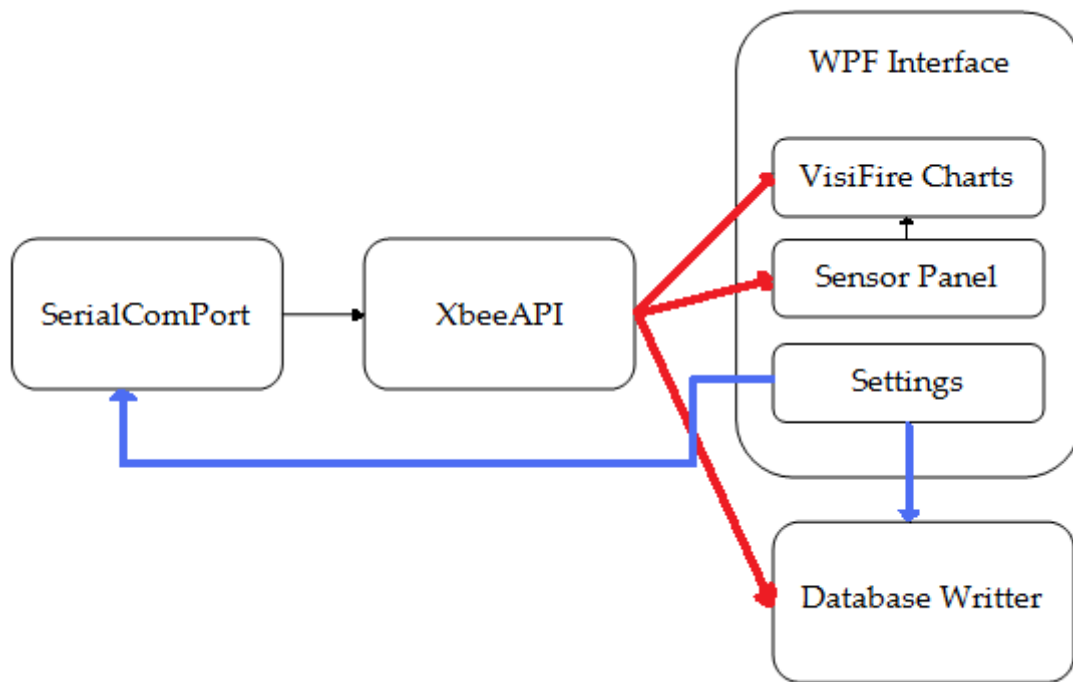 WPF Interface
VisiFire Charts
Sensor Panel
SerialComPort
XbeeAPI
Settings
Database Writter